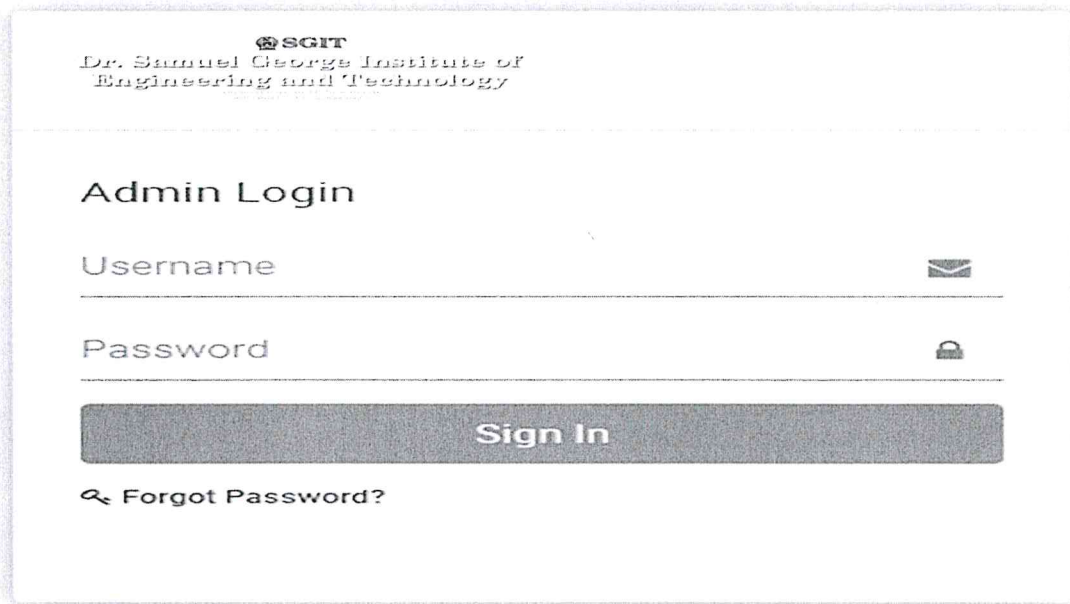 SGIT
Dr. Samuel George Institute of
Engineering and Technology
Admin Login
Username
Password
Sign In
Forgot Password?